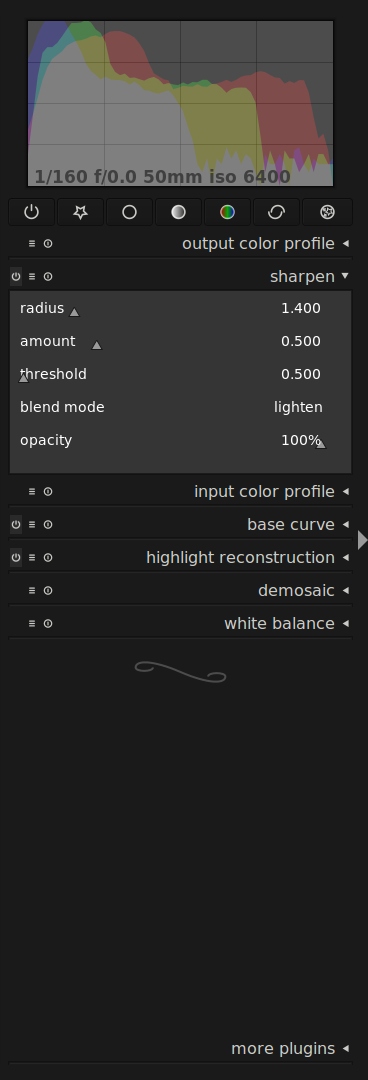 1/160 f/0.0 50mm iso 6400
output color profile
sharpen
radius 1.400
amount 0.500
threshold 0.500
blend mode lighten
opacity 100%
input color profile
base curve
highlight reconstruction
demosaic
white balance
more plugins